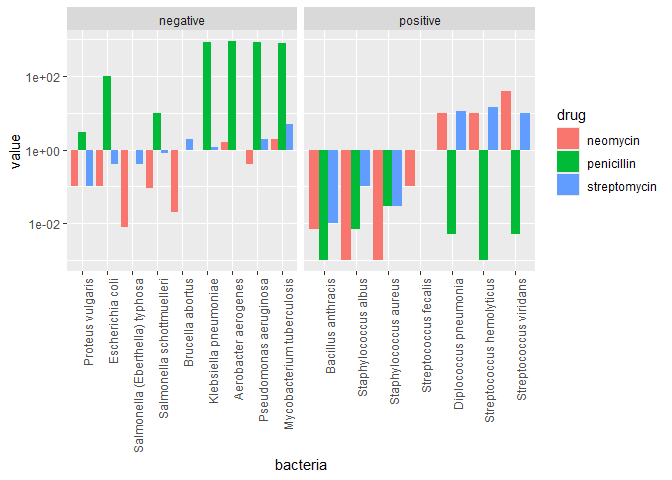 negative
positive
value
1e+02
1e+00
1e-02
Proteus vulgaris
Escherichia coli
Salmonella (Eberthella) typhosa
Salmonella schottmuelleri
Brucella abortus
Klebsiella pneumoniae
Aerobacter aerogenes
Pseudomonas aeruginosa
Mycobacterium tuberculosis
Bacillus anthracis
Staphylococcus albus
Staphylococcus aureus
Streptococcus fecalis
Diplococcus pneumonia
Streptococcus hemolyticus
Streptococcus viridans
bacteria
drug
neomycin
penicillin
streptomycin